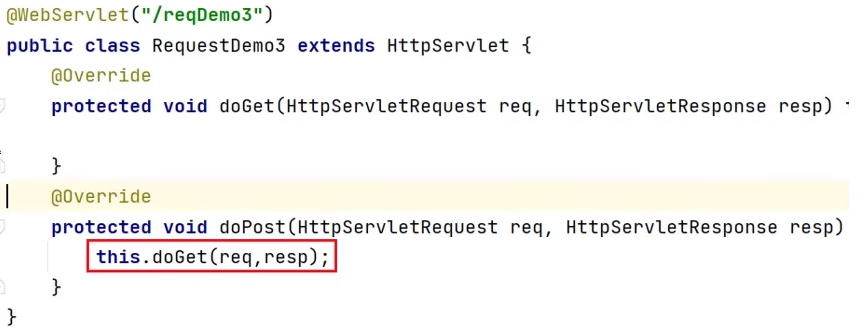 @WebServlet("/reqDemo3")
public class RequestDemo3 extends HttpServlet {
@Override
protected void doGet(HttpServletRequest req, HttpServletResponse resp) t
}
@Override
protected void doPost(HttpServletRequest req, HttpServletResponse resp)
this.doGet(req,resp);
}
}